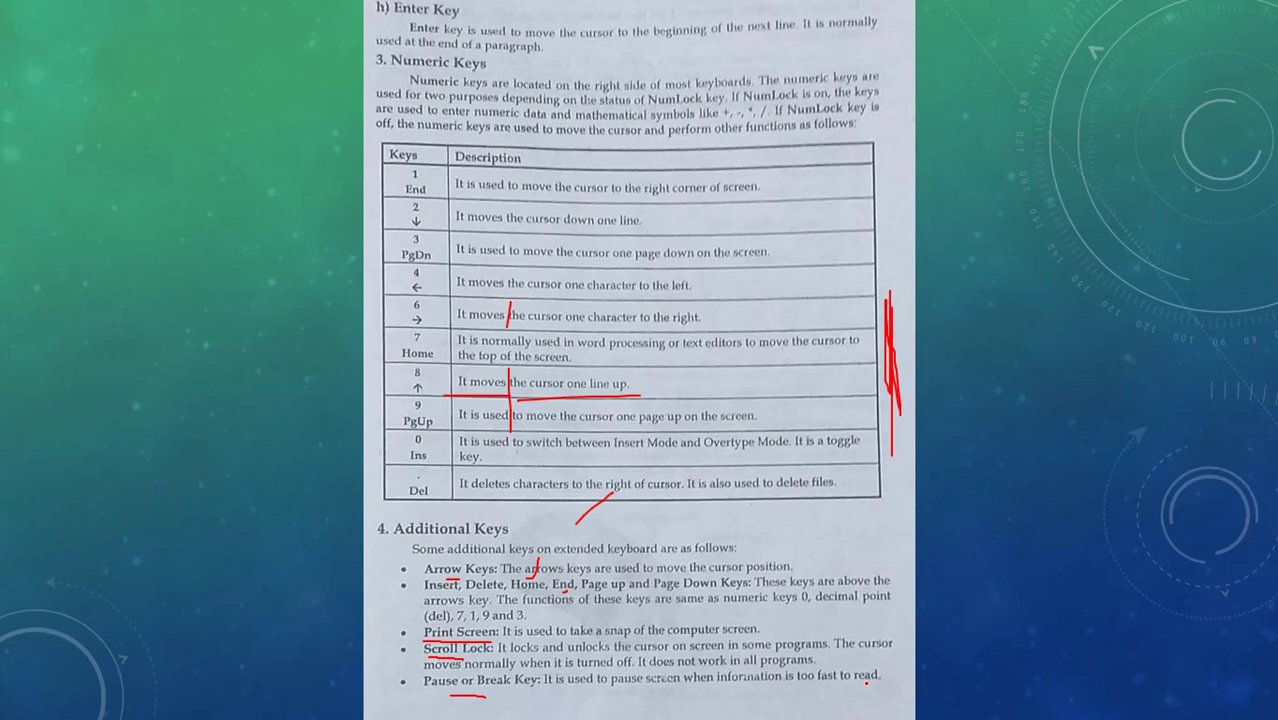 h) Enter Key
Enter key is used to move the cursor to the beginning of the next line. It is normally
used at the end of a paragraph.
3. Numeric Keys
Numeric keys are located on the right side of most keyboards. The numeric keys are
used for two purposes depending on the status of NumLock key. If NumLock is on, the keys
are used to enter numeric data and mathematical symbols like +, -, *, /. If NumLock key is
off, the numeric keys are used to move the cursor and perform other functions as follows:
Keys Description
1
End It is used to move the cursor to the right corner of screen.
2
↓ It moves the cursor down one line.
3
PgDn It is used to move the cursor one page down on the screen.
4
← It moves the cursor one character to the left.
6
→ It moves the cursor one character to the right.
7 It is normally used in word processing or text editors to move the cursor to
Home the top of the screen.
8
↑ It moves the cursor one line up.
9
PgUp It is used to move the cursor one page up on the screen.
0 It is used to switch between Insert Mode and Overtype Mode. It is a toggle
Ins key.
.
Del It deletes characters to the right of cursor. It is also used to delete files.
4. Additional Keys
Some additional keys on extended keyboard are as follows:
• Arrow Keys: The arrows keys are used to move the cursor position.
• Insert, Delete, Home, End, Page up and Page Down Keys: These keys are above the
arrows key. The functions of these keys are same as numeric keys 0, decimal point
(del), 7, 1, 9 and 3.
• Print Screen: It is used to take a snap of the computer screen.
• Scroll Lock: It locks and unlocks the cursor on screen in some programs. The cursor
moves normally when it is turned off. It does not work in all programs.
• Pause or Break Key: It is used to pause screen when information is too fast to read.